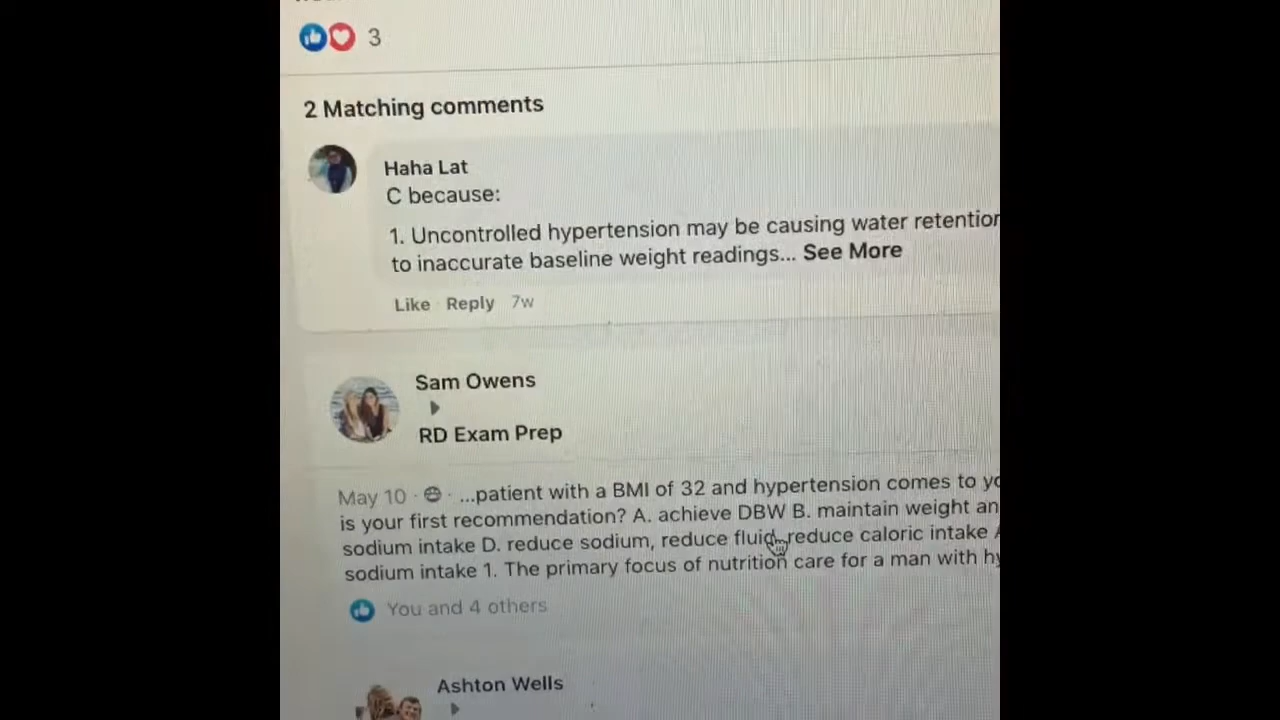 3
2 Matching comments
Haha Lat
C because:
1. Uncontrolled hypertension may be causing water retention
to inaccurate baseline weight readings... See More
Like · Reply 7w
Sam Owens
RD Exam Prep
May 10 · · ...patient with a BMI of 32 and hypertension comes to
is your first recommendation? A. achieve DBW B. maintain weight
sodium intake D. reduce sodium, reduce fluid, reduce caloric intake
sodium intake 1. The primary focus of nutrition care for a man with
You and 4 others
Ashton Wells